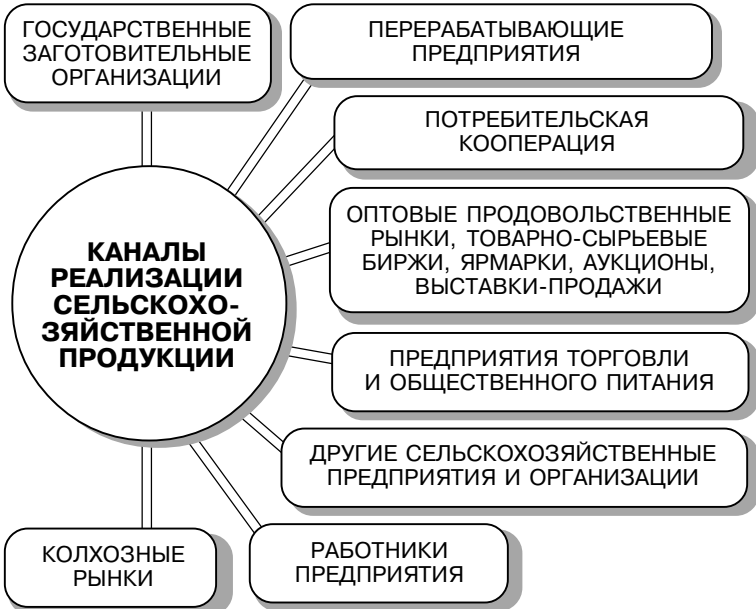 ГОСУДАРСТВЕННЫЕ
ЗАГОТОВИТЕЛЬНЫЕ
ОРГАНИЗАЦИИ
ПЕРЕРАБАТЫВАЮЩИЕ
ПРЕДПРИЯТИЯ
ПОТРЕБИТЕЛЬСКАЯ
КООПЕРАЦИЯ
КАНАЛЫ
РЕАЛИЗАЦИИ
СЕЛЬСКОХО-
ЗЯЙСТВЕННОЙ
ПРОДУКЦИИ
ОПТОВЫЕ ПРОДОВОЛЬСТВЕННЫЕ
РЫНКИ, ТОВАРНО-СЫРЬЕВЫЕ
БИРЖИ, ЯРМАРКИ, АУКЦИОНЫ,
ВЫСТАВКИ-ПРОДАЖИ
ПРЕДПРИЯТИЯ ТОРГОВЛИ
И ОБЩЕСТВЕННОГО ПИТАНИЯ
ДРУГИЕ СЕЛЬСКОХОЗЯЙСТВЕННЫЕ
ПРЕДПРИЯТИЯ И ОРГАНИЗАЦИИ
КОЛХОЗНЫЕ
РЫНКИ
РАБОТНИКИ
ПРЕДПРИЯТИЯ